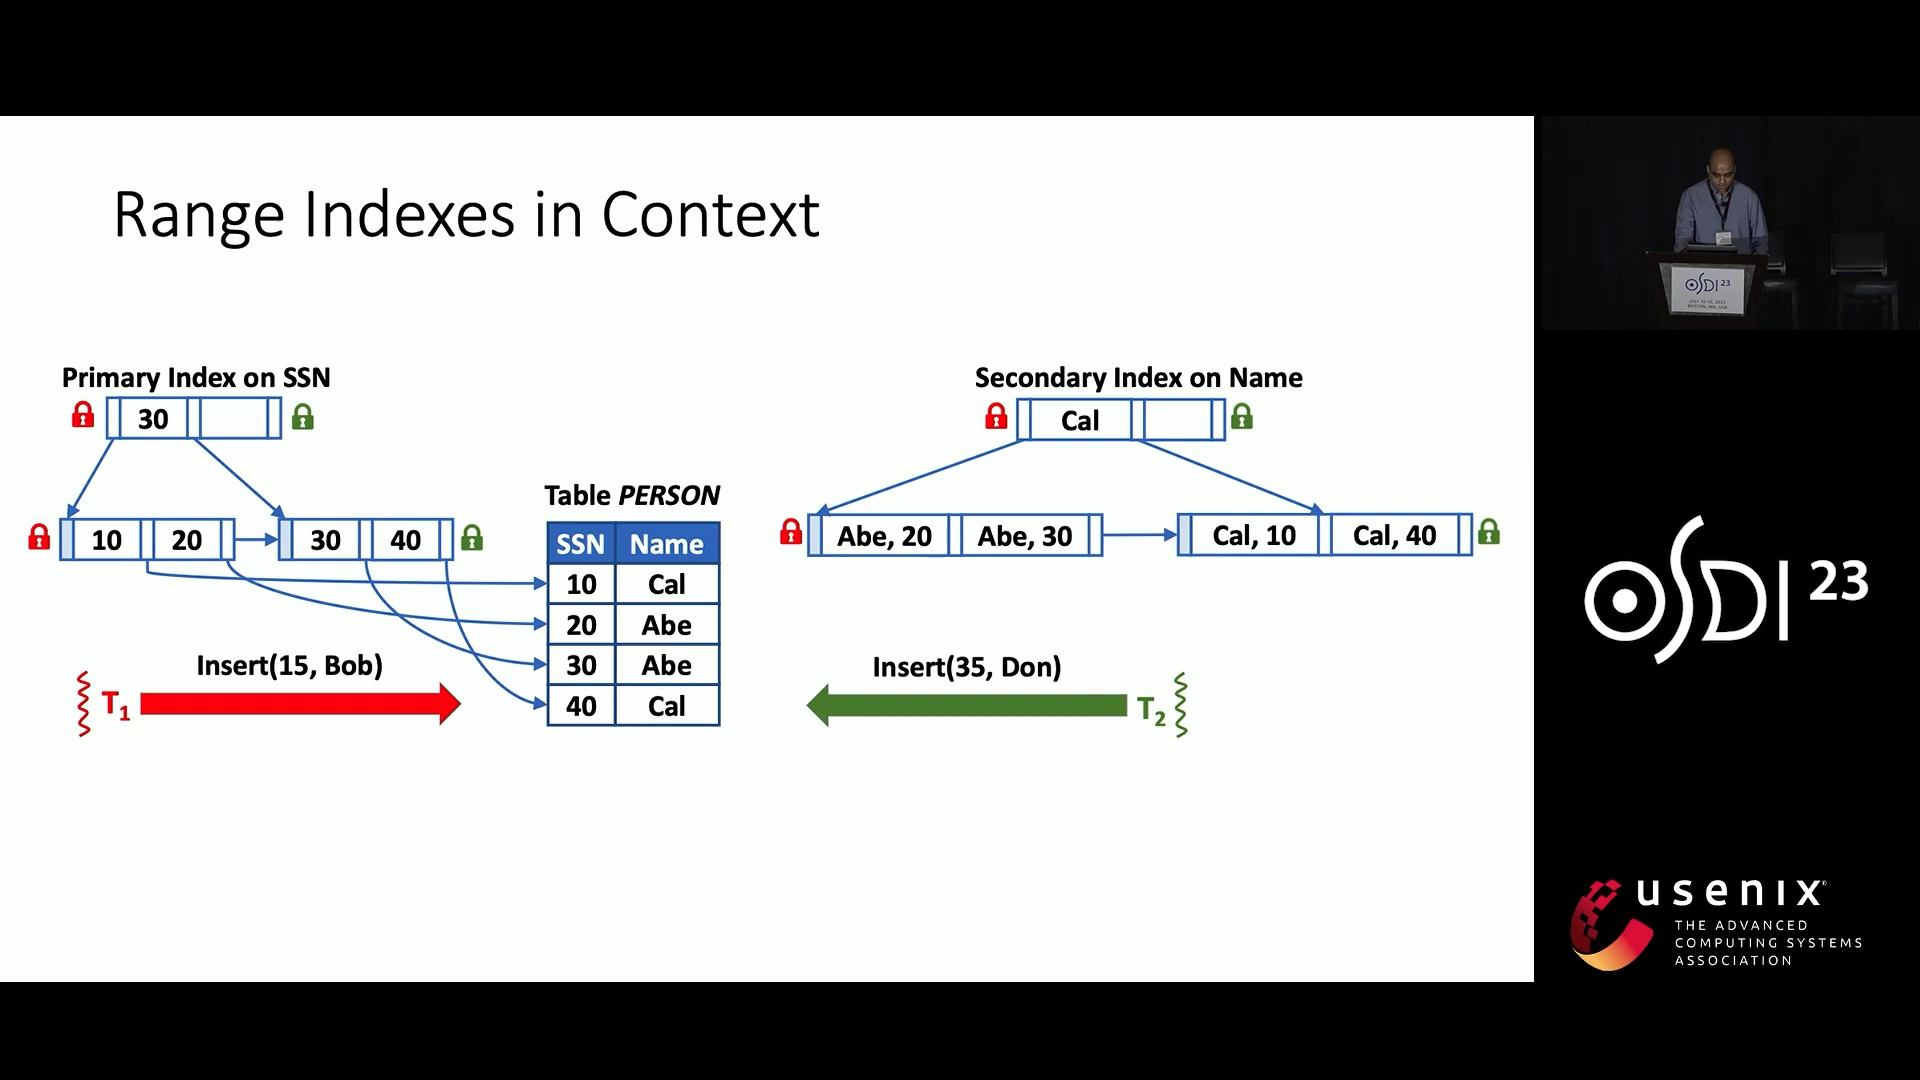 Range Indexes in Context
Primary Index on SSN
30
10 20 30 40
Table PERSON
SSN Name
10 Cal
20 Abe
30 Abe
40 Cal
Insert(15, Bob)
T1
Secondary Index on Name
Cal
Abe, 20 Abe, 30 Cal, 10 Cal, 40
Insert(35, Don)
T2
OSDI 23
OSDI 23
usenix
THE ADVANCED
COMPUTING SYSTEMS
ASSOCIATION